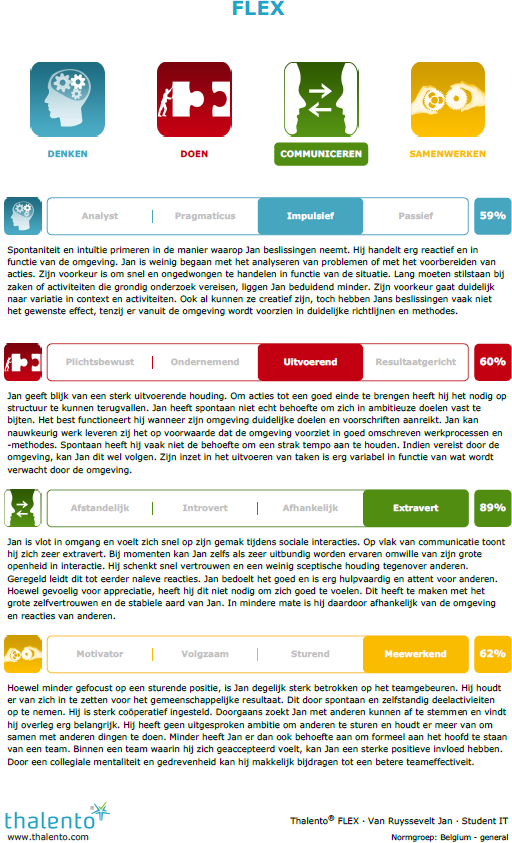 FLEX
DENKEN
DOEN
COMMUNICEREN
SAMENWERKEN
Analyst Pragmaticus Impulsief Passief 59%
Spontaniteit en intuïtie primeren in de manier waarop Jan beslissingen neemt. Hij handelt erg reactief en in
functie van de omgeving. Jan is weinig begaan met het analyseren van problemen of met het voorbereiden van
acties. Zijn voorkeur is om snel en ongedwongen te handelen in functie van de situatie. Lang moeten stilstaan bij
zaken of activiteiten die grondig onderzoek vereisen, liggen Jan beduidend minder. Zijn voorkeur gaat duidelijk
naar variatie in context en activiteiten. Ook al kunnen ze creatief zijn, toch hebben Jans beslissingen vaak niet
het gewenste effect, tenzij er vanuit de omgeving wordt voorzien in duidelijke richtlijnen en methodes.
Plichtsbewust Ondernemend Uitvoerend Resultaatgericht 60%
Jan geeft blijk van een sterk uitvoerende houding. Om acties tot een goed einde te brengen heeft hij het nodig op
structuur te kunnen terugvallen. Jan heeft spontaan niet echt behoefte om zich in ambitieuze doelen vast te
bijten. Het best functioneert hij wanneer zijn omgeving duidelijke doelen en voorschriften aanreikt. Jan kan
nauwkeurig werk leveren zij het op voorwaarde dat de omgeving voorziet in goed omschreven werkprocessen en
-methodes. Spontaan heeft hij vaak niet de behoefte om een strak tempo aan te houden. Indien vereist door de
omgeving, kan Jan dit wel volgen. Zijn inzet in het uitvoeren van taken is erg variabel in functie van wat wordt
verwacht door de omgeving.
Afstandelijk Introvert Afhankelijk Extravert 89%
Jan is vlot in omgang en voelt zich snel op zijn gemak tijdens sociale interacties. Op vlak van communicatie toont
hij zich zeer extravert. Bij momenten kan Jan zelfs als zeer uitbundig worden ervaren omwille van zijn grote
openheid in interactie. Hij schenkt snel vertrouwen en een weinig sceptische houding tegenover anderen.
Geregeld leidt dit tot eerder naïeve reacties. Jan bedoelt het goed en is erg hulpvaardig en attent voor anderen.
Hoewel gevoelig voor appreciatie, heeft hij dit niet nodig om zich goed te voelen. Dit heeft te maken met het
grote zelfvertrouwen en de stabiele aard van Jan. In mindere mate is hij daardoor afhankelijk van de omgeving
en reacties van anderen.
Motivator Volgzaam Sturend Meewerkend 62%
Hoewel minder gefocust op een sturende positie, is Jan degelijk sterk betrokken op het teamgebeuren. Hij houdt
er van zich in te zetten voor het gemeenschappelijke resultaat. Dit door spontaan en zelfstandig deelactiviteiten
op te nemen. Hij is sterk coöperatief ingesteld. Doorgaans zoekt Jan met anderen kunnen af te stemmen en vindt
hij overleg erg belangrijk. Hij heeft geen uitgesproken ambitie om anderen te sturen en houdt er meer van om
samen met anderen dingen te doen. Minder heeft Jan er dan ook behoefte aan om formeel aan het hoofd te staan
van een team. Binnen een team waarin hij zich geaccepteerd voelt, kan Jan een sterke positieve invloed hebben.
Door een collegiale mentaliteit en gedrevenheid kan hij makkelijk bijdragen tot een betere teameffectiveit.
thalento
www.thalento.com
Thalento® FLEX · Van Ruyssevelt Jan · Student IT
Normgroep: Belgium - general